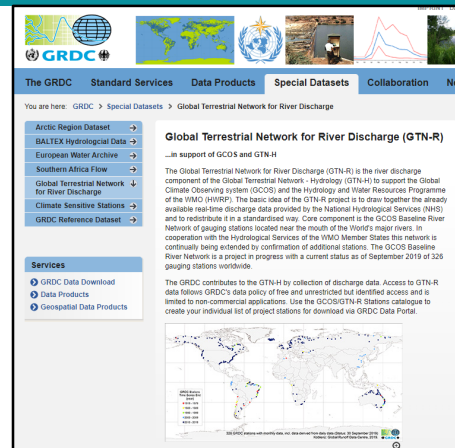 GRDC
The GRDC Standard Services Data Products Special Datasets Collaboration
You are here: GRDC > Special Datasets > Global Terrestrial Network for River Discharge
Arctic Region Dataset
BALTEX Hydrologcial Data
European Water Archive
Southern Africa Flow
Global Terrestrial Network
for River Discharge
Climate Sensitive Stations
GRDC Reference Dataset
Services
GRDC Data Download
Data Products
Geospatial Data Products
Global Terrestrial Network for River Discharge (GTN-R)
...in support of GCOS and GTN-H
The Global Terrestrial Network for River Discharge (GTN-R) is the river discharge
component of the Global Terrestrial Network - Hydrology (GTN-H) to support the Global
Climate Observing system (GCOS) and the Hydrology and Water Resources Programme
of the WMO (HWRP). The basic idea of the GTN-R project is to draw together the already
available real-time discharge data provided by the National Hydrological Services (NHS)
and to redistribute it in a standardised way. Core component is the GCOS Baseline River
Network of gauging stations located near the mouth of the World's major rivers. In
cooperation with the Hydrological Services of the WMO Member States this network is
continually being extended by confirmation of additional stations. The GCOS Baseline
River Network is a project in progress with a current status as of September 2019 of 326
gauging stations worldwide.
The GRDC contributes to the GTN-H by collection of discharge data. Access to GTN-R
data follows GRDC's data policy of free and unrestricted but identified access and is
limited to non-commercial applications. Use the GCOS/GTN-R Stations catalogue to
create your individual list of project stations for download via GRDC Data Portal.